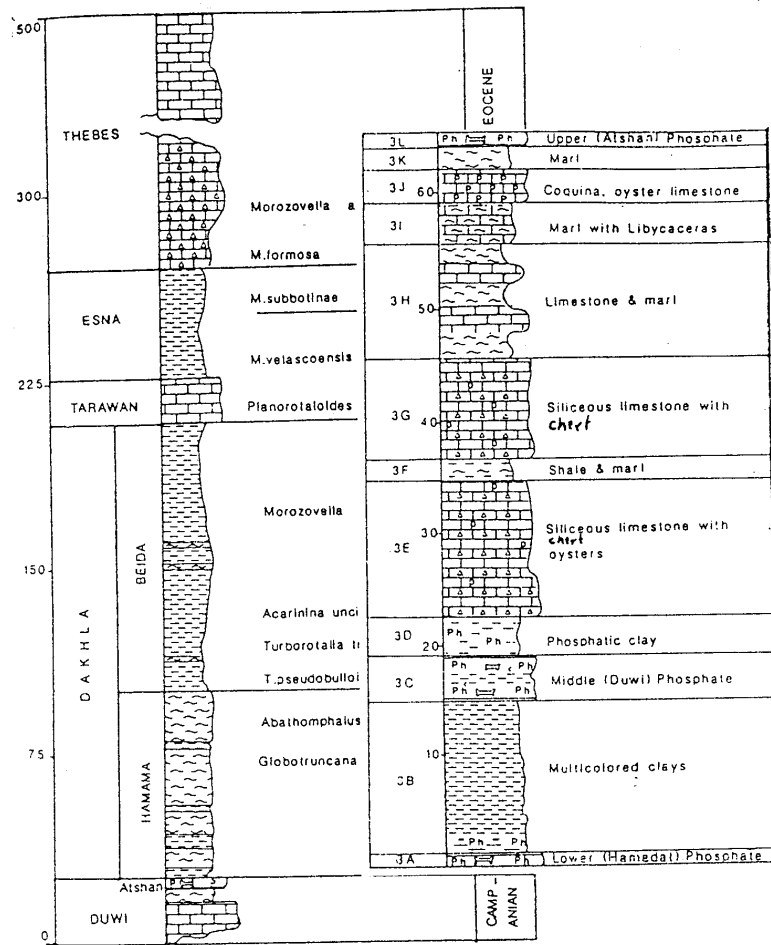 500
THEBES
300
Morozovella a
M.formosa
M.subbotinae
ESNA
M.velascoensis
225
TARAWAN
Planorotaloides
Morozovella
150
BEIDA
DAKHLA
Acarinina unci
Turborotalia tr
T.pseudobulloi
Abathomphalus
75
Globotruncana
HAMAMA
Atshan
Ph
DUWI
0
EOCENE
3L Ph Ph Upper (Atshan) Phosphate
3K Marl
3J 60 Coquina, oyster limestone
3I Marl with Libycaceras
3H 50 Limestone & marl
3G 40 Siliceous limestone with
chert
3F Shale & marl
3E 30 Siliceous limestone with
chert
oysters
3D 20 Ph Ph Phosphatic clay
3C Ph Ph Ph Middle (Duwi) Phosphate
3B 10 Multicolored clays
Ph Ph
3A Ph Ph Lower (Hamadat) Phosphate
CAMP-
ANIAN